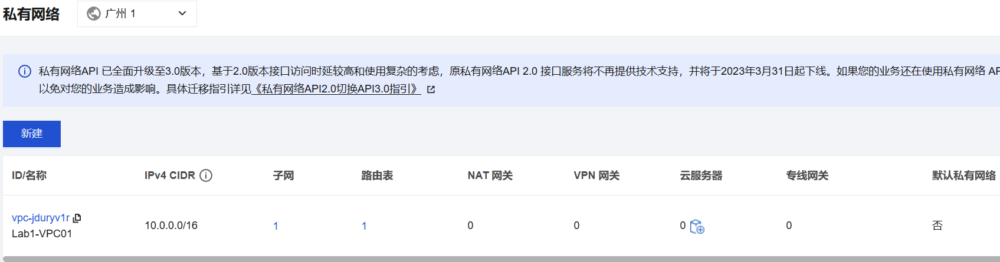 私有网络
广州 1
私有网络API 已全面升级至3.0版本，基于2.0版本接口访问时延较高和使用复杂的考虑，原私有网络API 2.0 接口服务将不再提供技术支持，并将于2023年3月31日起下线。如果您的业务还在使用私有网络
以免对您的业务造成影响。具体迁移指引详见《私有网络API2.0切换API3.0指引》
新建
ID/名称 IPv4 CIDR 子网 路由表 NAT 网关 VPN 网关 云服务器 专线网关 默认私有网络
vpc-jduryv1r
Lab1-VPC01
10.0.0.0/16 1 1 0 0 0 0 否